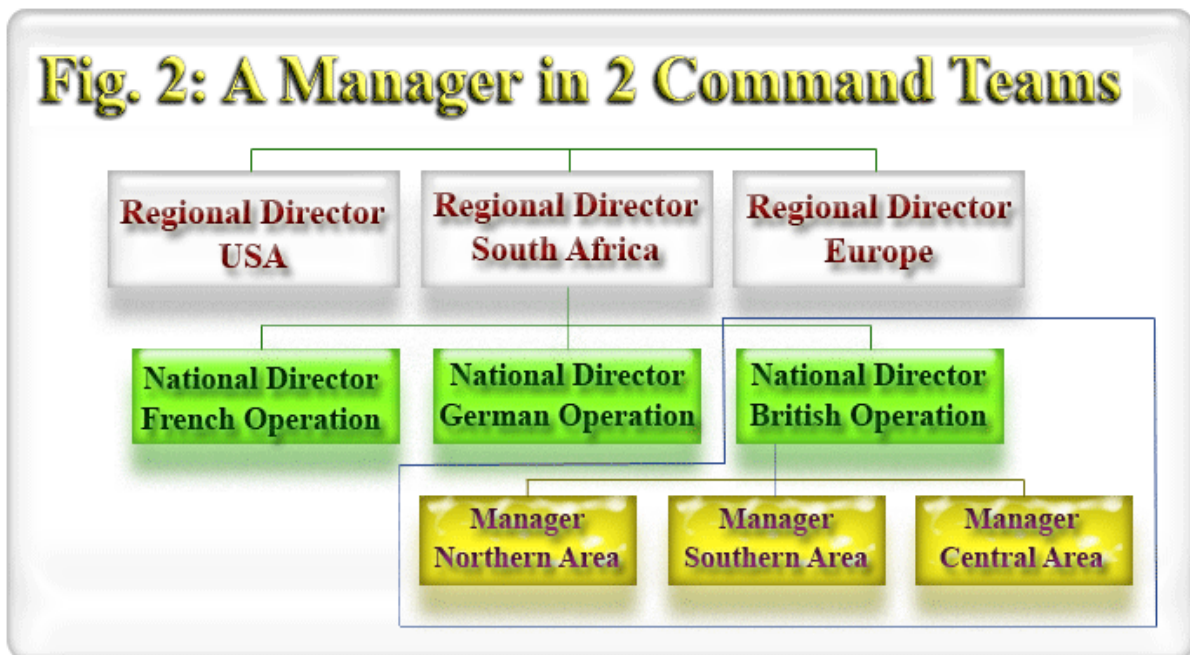 Fig. 2: A Manager in 2 Command Teams
Regional Director
USA
Regional Director
South Africa
Regional Director
Europe
National Director
French Operation
National Director
German Operation
National Director
British Operation
Manager
Northern Area
Manager
Southern Area
Manager
Central Area